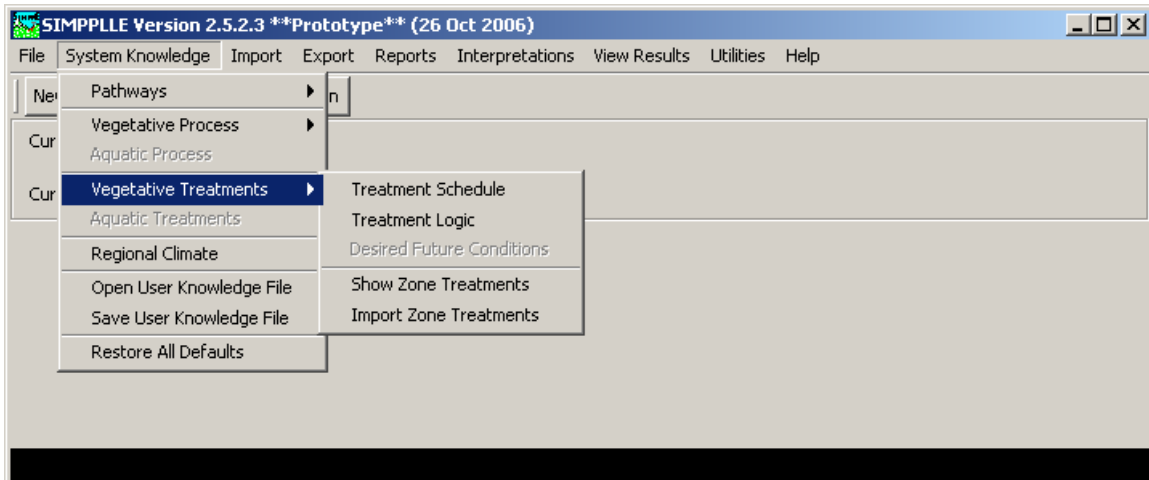 SIMPPLLE Version 2.5.2.3 **Prototype** (26 Oct 2006)
File System Knowledge Import Export Reports Interpretations View Results Utilities Help
Pathways
Vegetative Process
Cur
Aquatic Process
Cur
Vegetative Treatments
Treatment Schedule
Aquatic Treatments
Treatment Logic
Desired Future Conditions
Regional Climate
Open User Knowledge File
Show Zone Treatments
Save User Knowledge File
Import Zone Treatments
Restore All Defaults